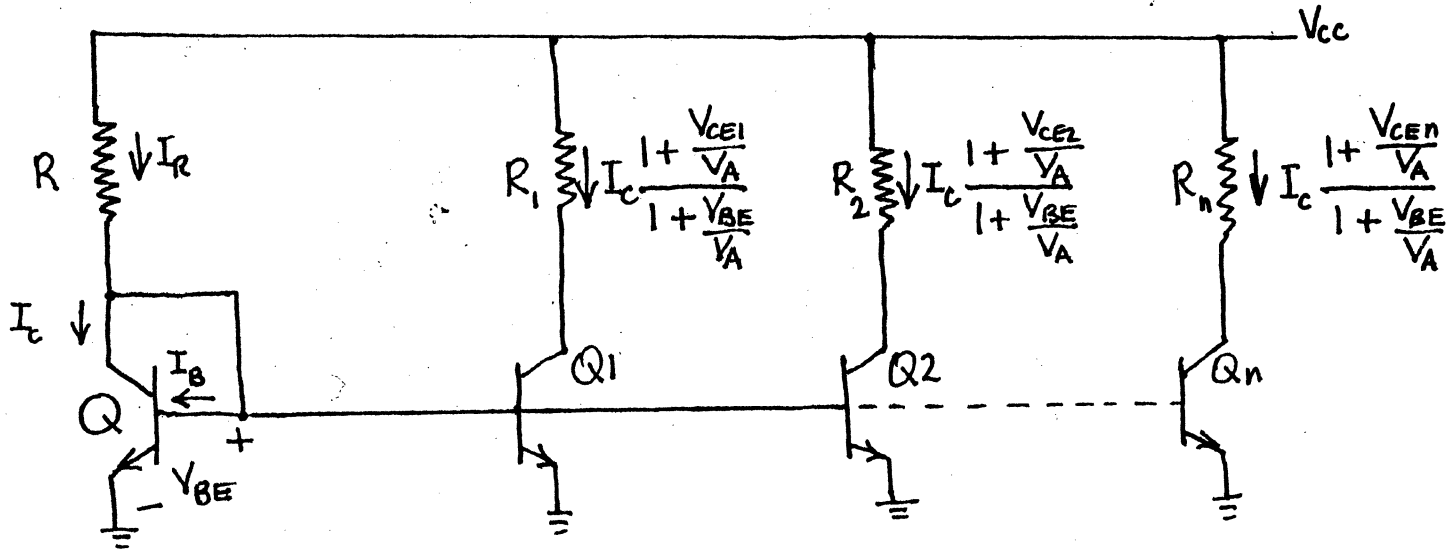 Vcc
R
↓ I_R
R_1
↓ I_c (1 + V_CE1/V_A)/(1 + V_BE/V_A)
R_2
↓ I_c (1 + V_CE2/V_A)/(1 + V_BE/V_A)
R_n
↓ I_c (1 + V_CEn/V_A)/(1 + V_BE/V_A)
I_c ↓
I_B
←
Q
Q1
Q2
Qn
+
V_BE
−